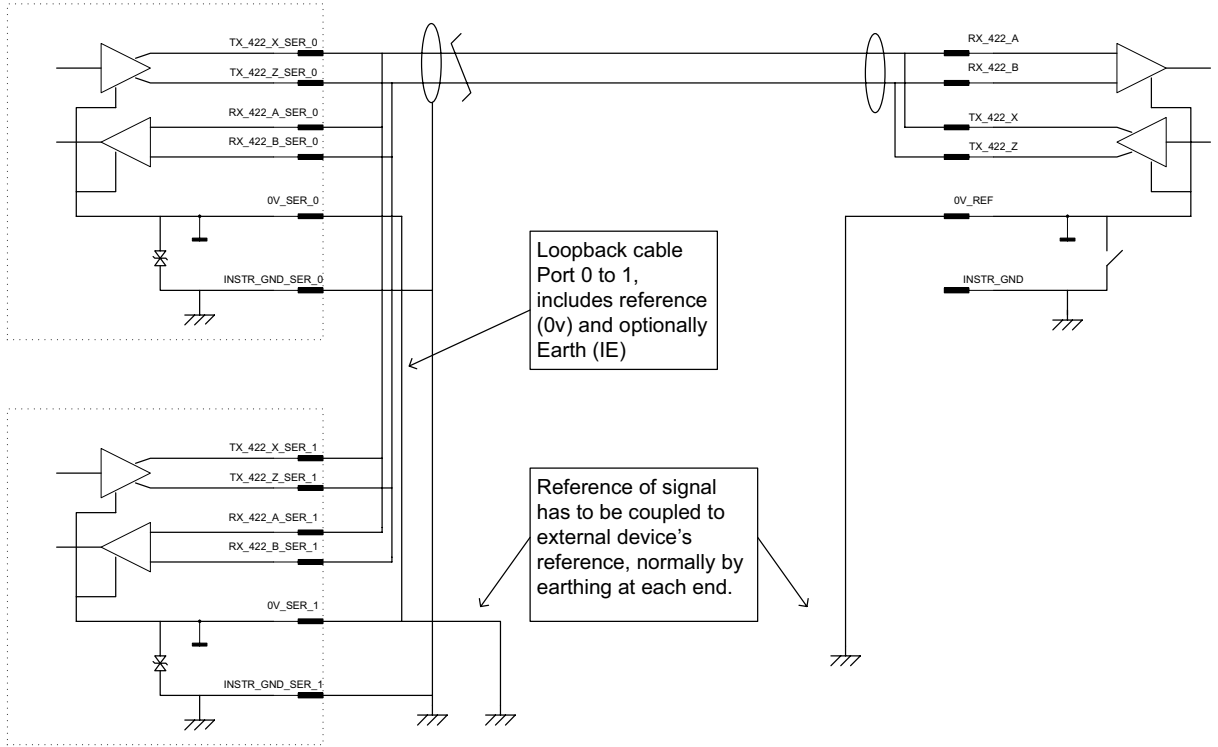 TX_422_X_SER_0
TX_422_Z_SER_0
RX_422_A_SER_0
RX_422_B_SER_0
0V_SER_0
INSTR_GND_SER_0
RX_422_A
RX_422_B
TX_422_X
TX_422_Z
0V_REF
INSTR_GND
Loopback cable
Port 0 to 1,
includes reference
(0v) and optionally
Earth (IE)
TX_422_X_SER_1
TX_422_Z_SER_1
RX_422_A_SER_1
RX_422_B_SER_1
0V_SER_1
INSTR_GND_SER_1
Reference of signal
has to be coupled to
external device's
reference, normally by
earthing at each end.